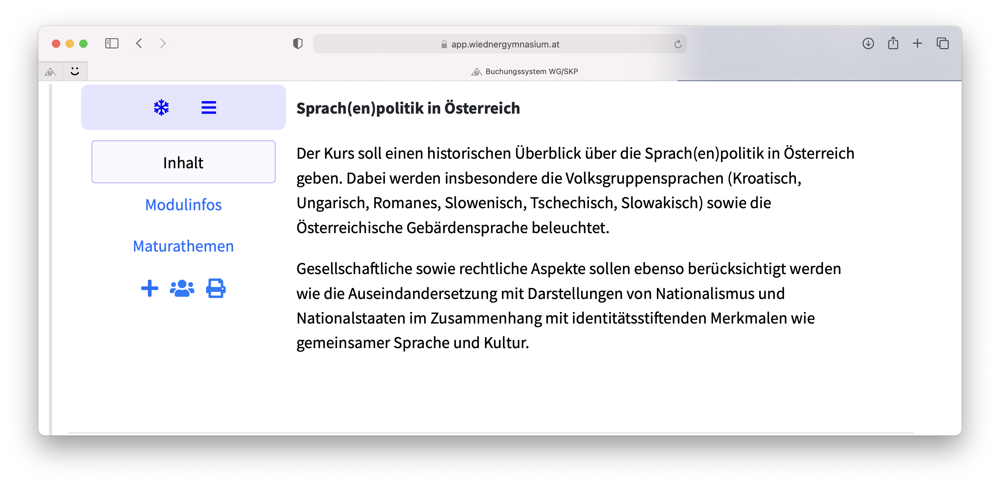 app.wiednergymnasium.at
Buchungssystem WG/SKP
Inhalt
Modulinfos
Maturathemen
Sprach(en)politik in Österreich
Der Kurs soll einen historischen Überblick über die Sprach(en)politik in Österreich
geben. Dabei werden insbesondere die Volksgruppensprachen (Kroatisch,
Ungarisch, Romanes, Slowenisch, Tschechisch, Slowakisch) sowie die
Österreichische Gebärdensprache beleuchtet.
Gesellschaftliche sowie rechtliche Aspekte sollen ebenso berücksichtigt werden
wie die Auseindandersetzung mit Darstellungen von Nationalismus und
Nationalstaaten im Zusammenhang mit identitätsstiftenden Merkmalen wie
gemeinsamer Sprache und Kultur.